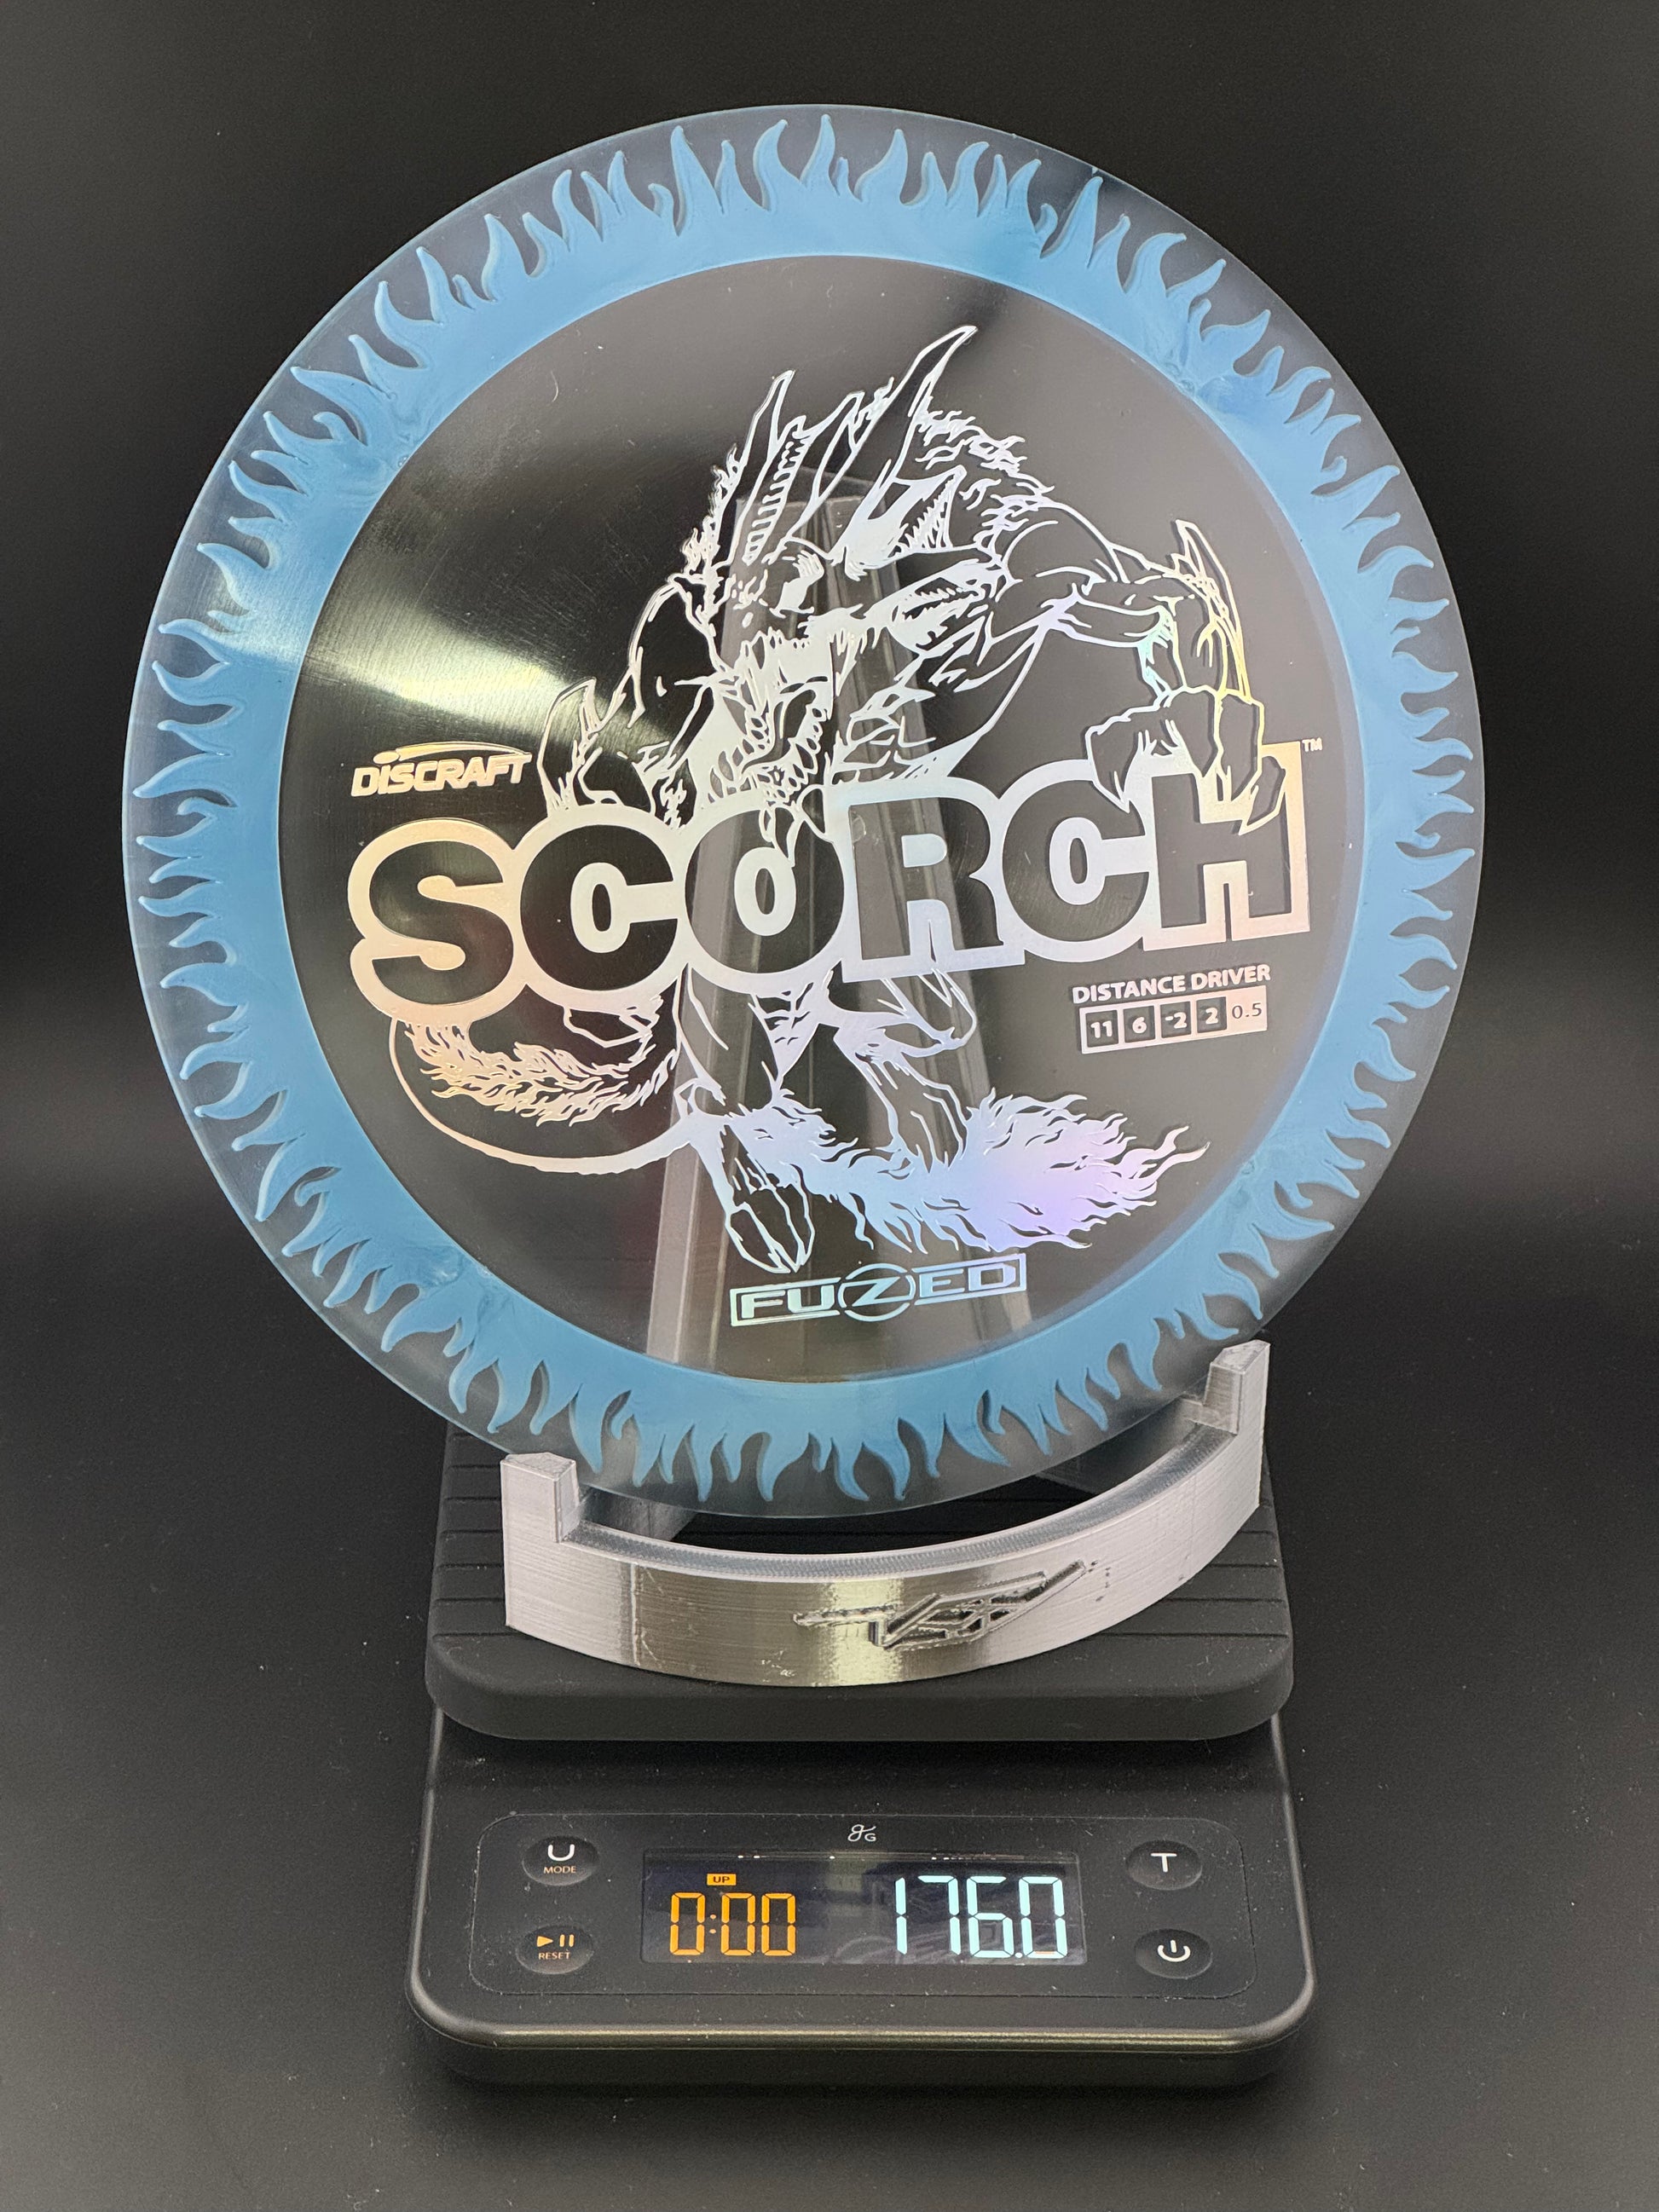 DISCRAFT
SCORCH™
DISTANCE DRIVER
11 6 -2 2 0.5
FUZED
MODE
UP
0:00
176.0
T
RESET